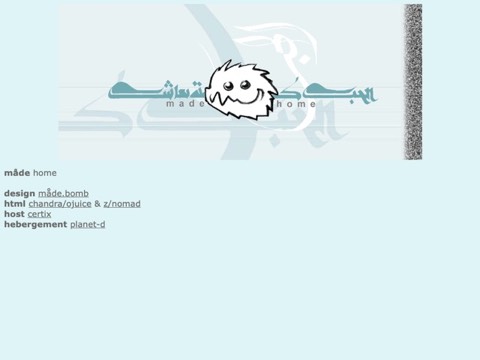 made home
måde home
design måde.bomb
html chandra/ojuice & z/nomad
host certix
hebergement planet-d